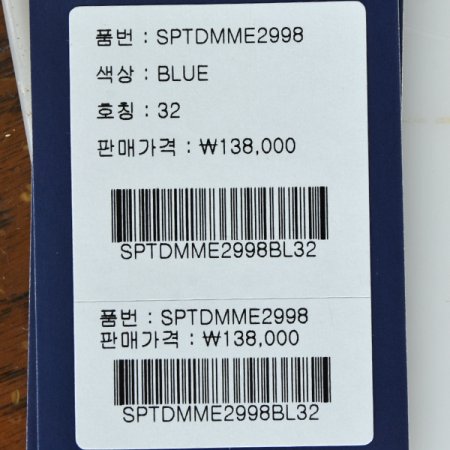 품번 : SPTDMME2998
색상 : BLUE
호칭 : 32
판매가격 : ₩138,000
SPTDMME2998BL32
품번 : SPTDMME2998
판매가격 : ₩138,000
SPTDMME2998BL32